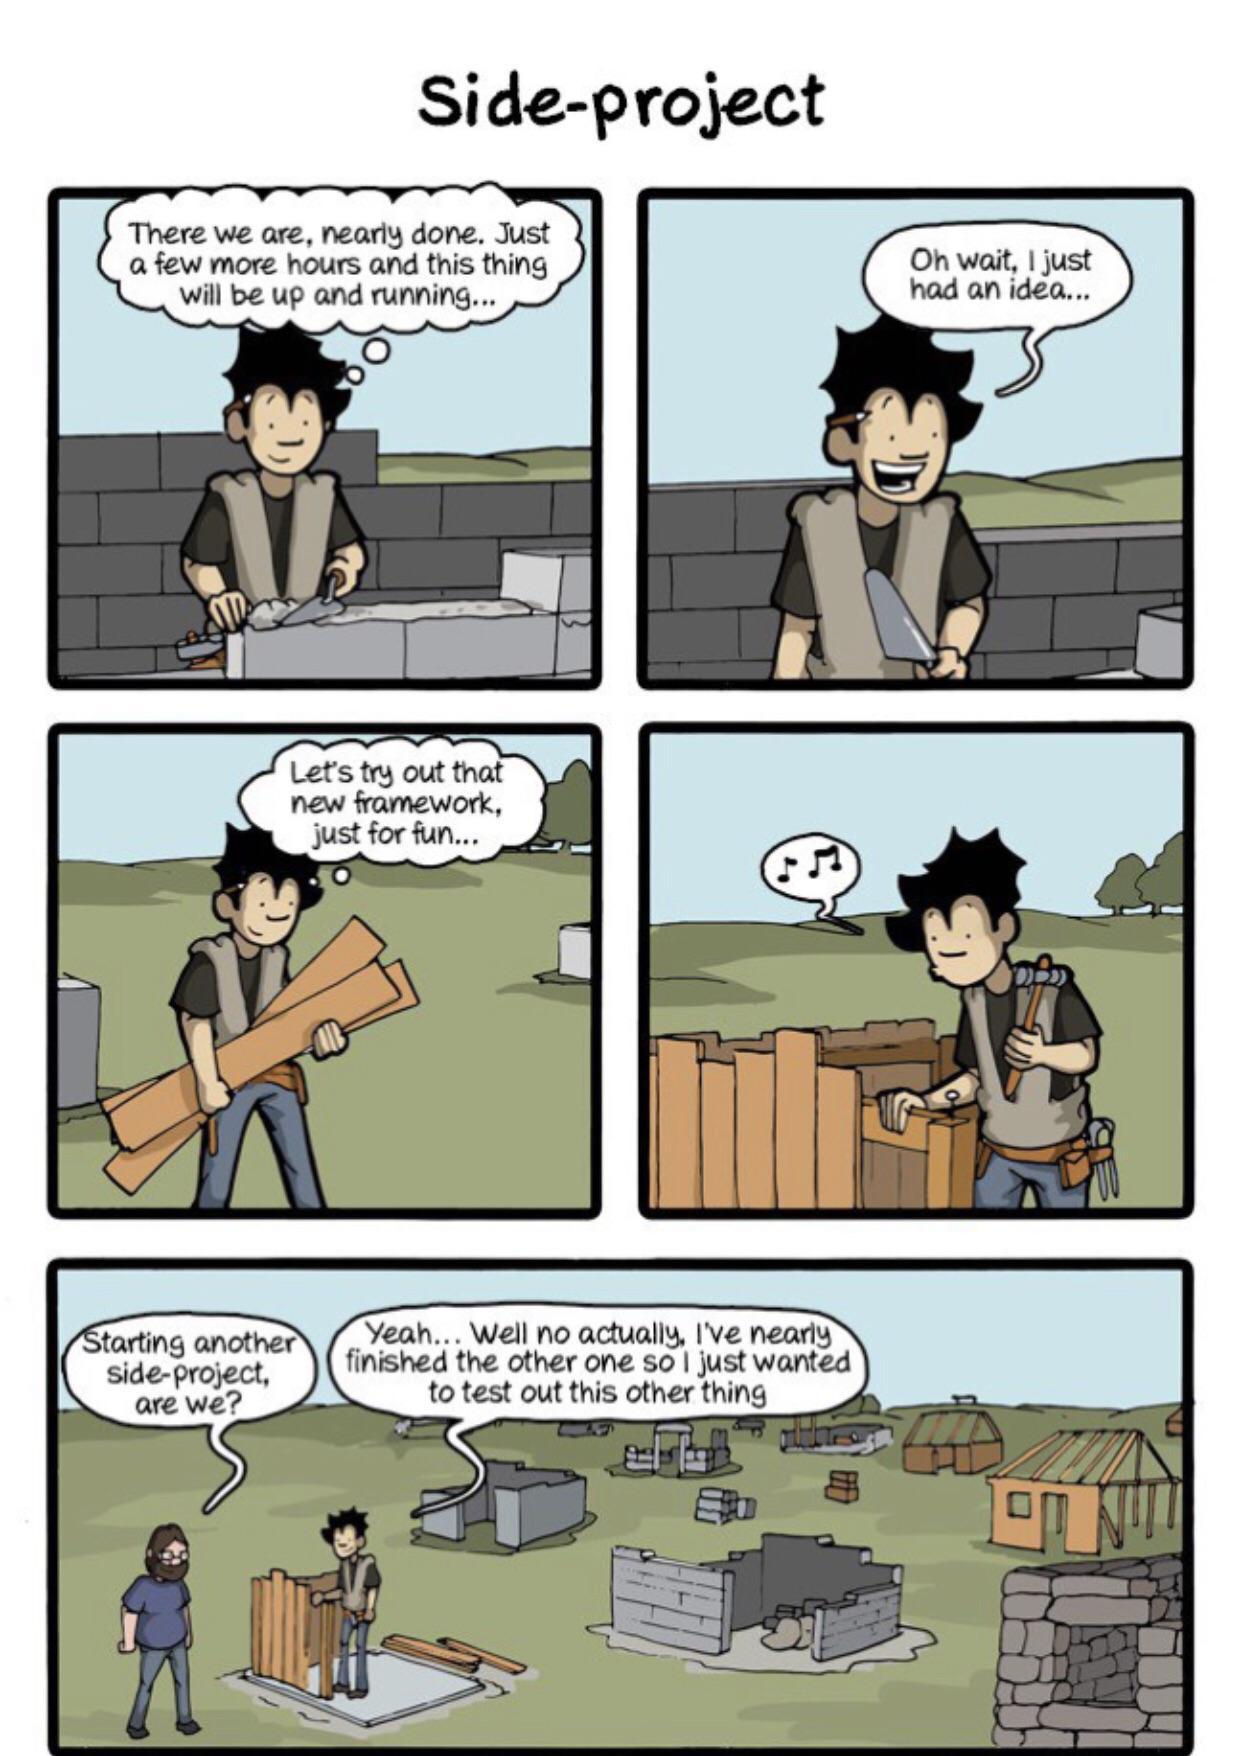 Side-project
There we are, nearly done. Just
a few more hours and this thing
will be up and running...
Oh wait, I just
had an idea...
Let's try out that
new framework,
just for fun...
Starting another
side-project,
are we?
Yeah... Well no actually, I've nearly
finished the other one so I just wanted
to test out this other thing